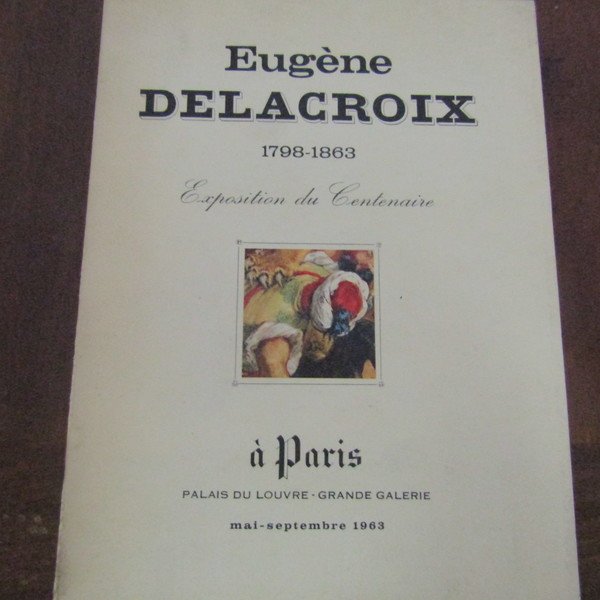 Eugène
DELACROIX
1798-1863
Exposition du Centenaire
à Paris
PALAIS DU LOUVRE - GRANDE GALERIE
mai-septembre 1963